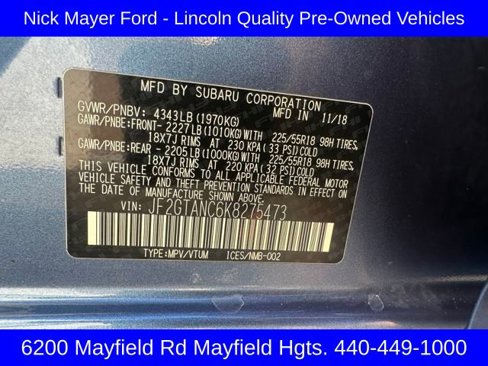 Nick Mayer Ford - Lincoln Quality Pre-Owned Vehicles
MFD BY SUBARU CORPORATION
GVWR/PNBV: 4343LB (1970KG) MFD IN 11/18
GAWR/PNBE:FRONT- 2227LB (1010KG) WITH 225/55R18 98H TIRES,
18X7J RIMS AT 230 KPA (33 PSI) COLD
GAWR/PNBE:REAR - 2205LB (1000KG) WITH 225/55R18 98H TIRES,
18X7J RIMS AT 220 KPA (32 PSI) COLD
THIS VEHICLE CONFORMS TO ALL APPLICABLE FEDERAL MOTOR
VEHICLE SAFETY STANDARDS IN EFFECT ON
THE DATE OF MANUFACTURE SHOWN ABOVE.
VIN: JF2GTANC6K8275473
TYPE:MPV/VTUM ICES/NMB-002
6200 Mayfield Rd Mayfield Hgts. 440-449-1000